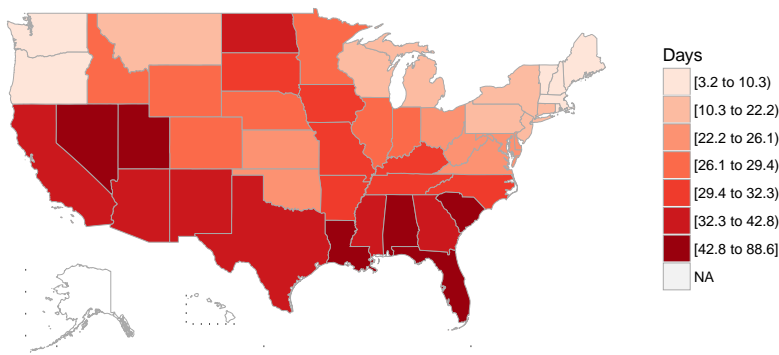 Days
[3.2 to 10.3)
[10.3 to 22.2)
[22.2 to 26.1)
[26.1 to 29.4)
[29.4 to 32.3)
[32.3 to 42.8)
[42.8 to 88.6]
NA